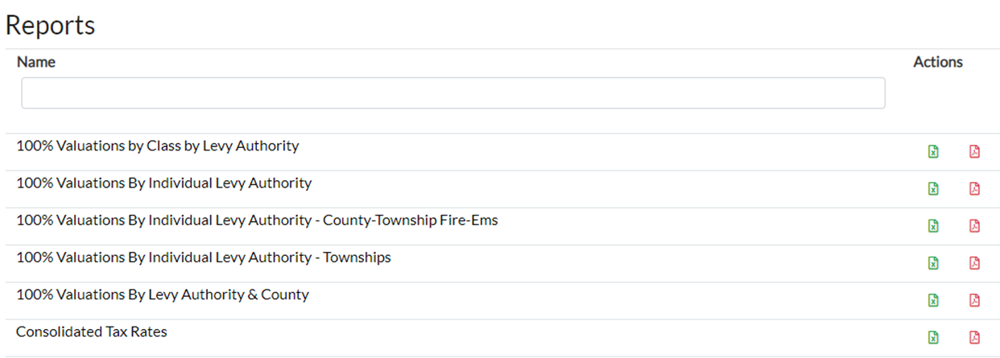 Reports
Name Actions
100% Valuations by Class by Levy Authority
100% Valuations By Individual Levy Authority
100% Valuations By Individual Levy Authority - County-Township Fire-Ems
100% Valuations By Individual Levy Authority - Townships
100% Valuations By Levy Authority & County
Consolidated Tax Rates